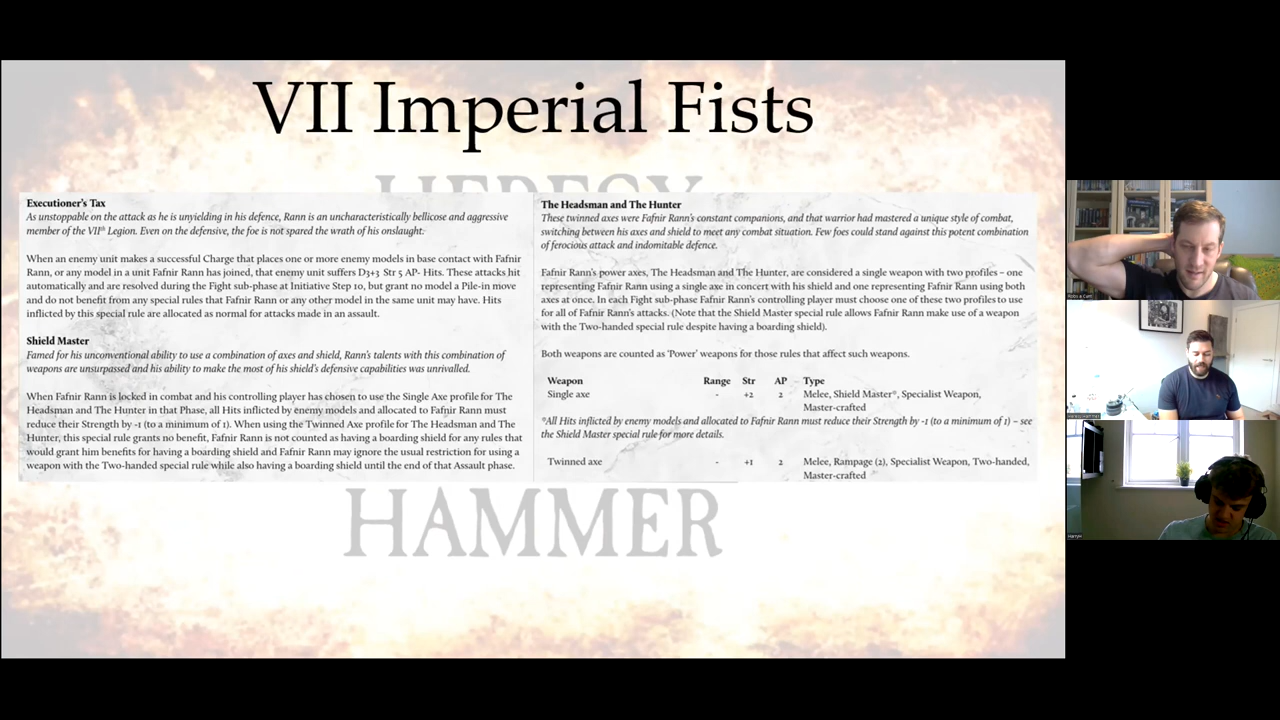 VII Imperial Fists
HERESY
HAMMER
Executioner's Tax
As unstoppable on the attack as he is unyielding in his defence, Rann is an uncharacteristically bellicose and aggressive
member of the VIIth Legion. Even on the defensive, the foe is not spared the wrath of his onslaught.
When an enemy unit makes a successful Charge that places one or more enemy models in base contact with Fafnir
Rann, or any model in a unit Fafnir Rann has joined, that enemy unit suffers D3+3 Str 5 AP- Hits. These attacks hit
automatically and are resolved during the Fight sub-phase at Initiative Step 10, but grant no model a Pile-in move
and do not benefit from any special rules that Fafnir Rann or any other model in the same unit may have. Hits
inflicted by this special rule are allocated as normal for attacks made in an assault.
Shield Master
Famed for his unconventional ability to use a combination of axes and shield, Rann's talents with this combination of
weapons are unsurpassed and his ability to make the most of his shield's defensive capabilities was unrivalled.
When Fafnir Rann is locked in combat and his controlling player has chosen to use the Single Axe profile for The
Headsman and The Hunter in that Phase, all Hits inflicted by enemy models and allocated to Fafnir Rann must
reduce their Strength by -1 (to a minimum of 1). When using the Twinned Axe profile for The Headsman and The
Hunter, this special rule grants no benefit, Fafnir Rann is not counted as having a boarding shield for any rules that
would grant him benefits for having a boarding shield and Fafnir Rann may ignore the usual restriction for using a
weapon with the Two-handed special rule while also having a boarding shield until the end of that Assault phase.
The Headsman and The Hunter
These twinned axes were Fafnir Rann's constant companions, and that warrior had mastered a unique style of combat,
switching between his axes and shield to meet any combat situation. Few foes could stand against this potent combination
of ferocious attack and indomitable defence.
Fafnir Rann's power axes, The Headsman and The Hunter, are considered a single weapon with two profiles – one
representing Fafnir Rann using a single axe in concert with his shield and one representing Fafnir Rann using both
axes at once. In each Fight sub-phase Fafnir Rann's controlling player must choose one of these two profiles to use
for all of Fafnir Rann's attacks. (Note that the Shield Master special rule allows Fafnir Rann make use of a weapon
with the Two-handed special rule despite having a boarding shield).
Both weapons are counted as 'Power' weapons for those rules that affect such weapons.
Weapon Range Str AP Type
Single axe - +2 2 Melee, Shield Master*, Specialist Weapon,
Master-crafted
*All Hits inflicted by enemy models and allocated to Fafnir Rann must reduce their Strength by -1 (to a minimum of 1) – see
the Shield Master special rule for more details.
Twinned axe - +1 2 Melee, Rampage (2), Specialist Weapon, Two-handed,
Master-crafted